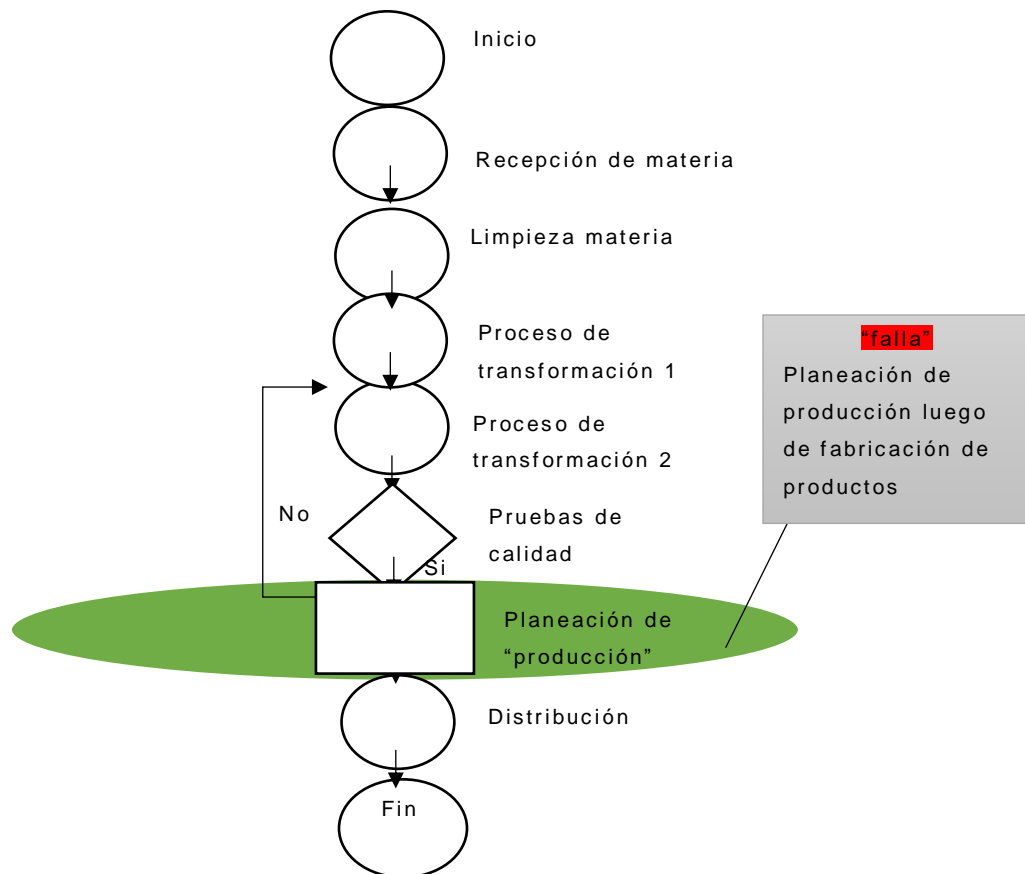 Inicio
Recepción de materia
Limpieza materia
Proceso de
transformación 1
Proceso de
transformación 2
No
Pruebas de
calidad
Si
Planeación de
“producción”
Distribución
Fin
“falla”
Planeación de
producción luego
de fabricación de
productos